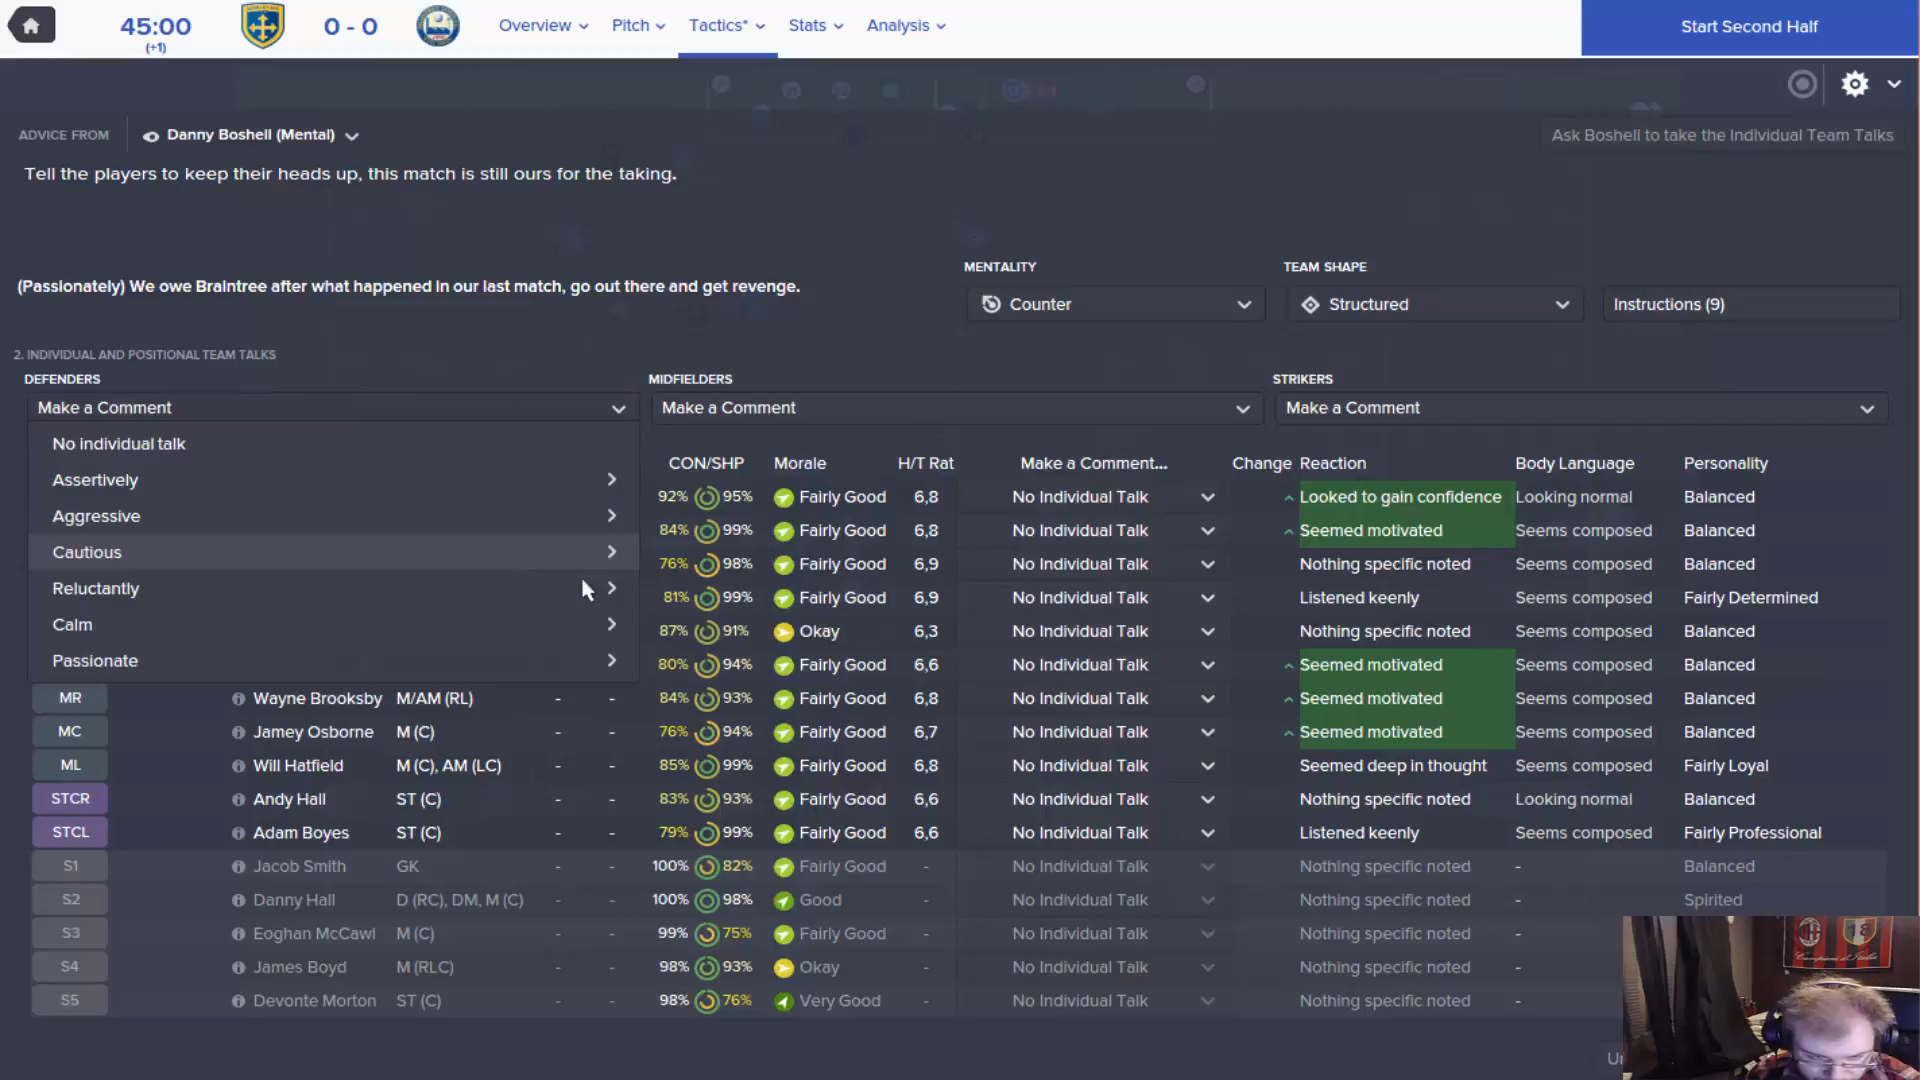 45:00
(+1)
0 - 0
Overview
Pitch
Tactics*
Stats
Analysis
Start Second Half
ADVICE FROM
Danny Boshell (Mental)
Ask Boshell to take the Individual Team Talks
Tell the players to keep their heads up, this match is still ours for the taking.
MENTALITY
TEAM SHAPE
(Passionately) We owe Braintree after what happened in our last match, go out there and get revenge.
Counter
Structured
Instructions (9)
2. INDIVIDUAL AND POSITIONAL TEAM TALKS
DEFENDERS
MIDFIELDERS
STRIKERS
Make a Comment
Make a Comment
Make a Comment
No individual talk
Assertively
Aggressive
Cautious
Reluctantly
Calm
Passionate
CON/SHP Morale H/T Rat Make a Comment... Change Reaction Body Language Personality
92% 95% Fairly Good 6,8 No Individual Talk Looked to gain confidence Looking normal Balanced
84% 99% Fairly Good 6,8 No Individual Talk Seemed motivated Seems composed Balanced
76% 98% Fairly Good 6,9 No Individual Talk Nothing specific noted Seems composed Balanced
81% 99% Fairly Good 6,9 No Individual Talk Listened keenly Seems composed Fairly Determined
87% 91% Okay 6,3 No Individual Talk Nothing specific noted Seems composed Balanced
80% 94% Fairly Good 6,6 No Individual Talk Seemed motivated Seems composed Balanced
MR Wayne Brooksby M/AM (RL) - - 84% 93% Fairly Good 6,8 No Individual Talk Seemed motivated Seems composed Balanced
MC Jamey Osborne M (C) - - 76% 94% Fairly Good 6,7 No Individual Talk Seemed motivated Seems composed Balanced
ML Will Hatfield M (C), AM (LC) - - 85% 99% Fairly Good 6,8 No Individual Talk Seemed deep in thought Seems composed Fairly Loyal
STCR Andy Hall ST (C) - - 83% 93% Fairly Good 6,6 No Individual Talk Nothing specific noted Looking normal Balanced
STCL Adam Boyes ST (C) - - 79% 99% Fairly Good 6,6 No Individual Talk Listened keenly Seems composed Fairly Professional
S1 Jacob Smith GK - - 100% 82% Fairly Good - No Individual Talk Nothing specific noted - Balanced
S2 Danny Hall D (RC), DM, M (C) - - 100% 98% Good - No Individual Talk Nothing specific noted - Spirited
S3 Eoghan McCawl M (C) - - 99% 75% Fairly Good - No Individual Talk Nothing specific noted -
S4 James Boyd M (RLC) - - 98% 93% Okay - No Individual Talk Nothing specific noted -
S5 Devonte Morton ST (C) - - 98% 76% Very Good - No Individual Talk Nothing specific noted -
18